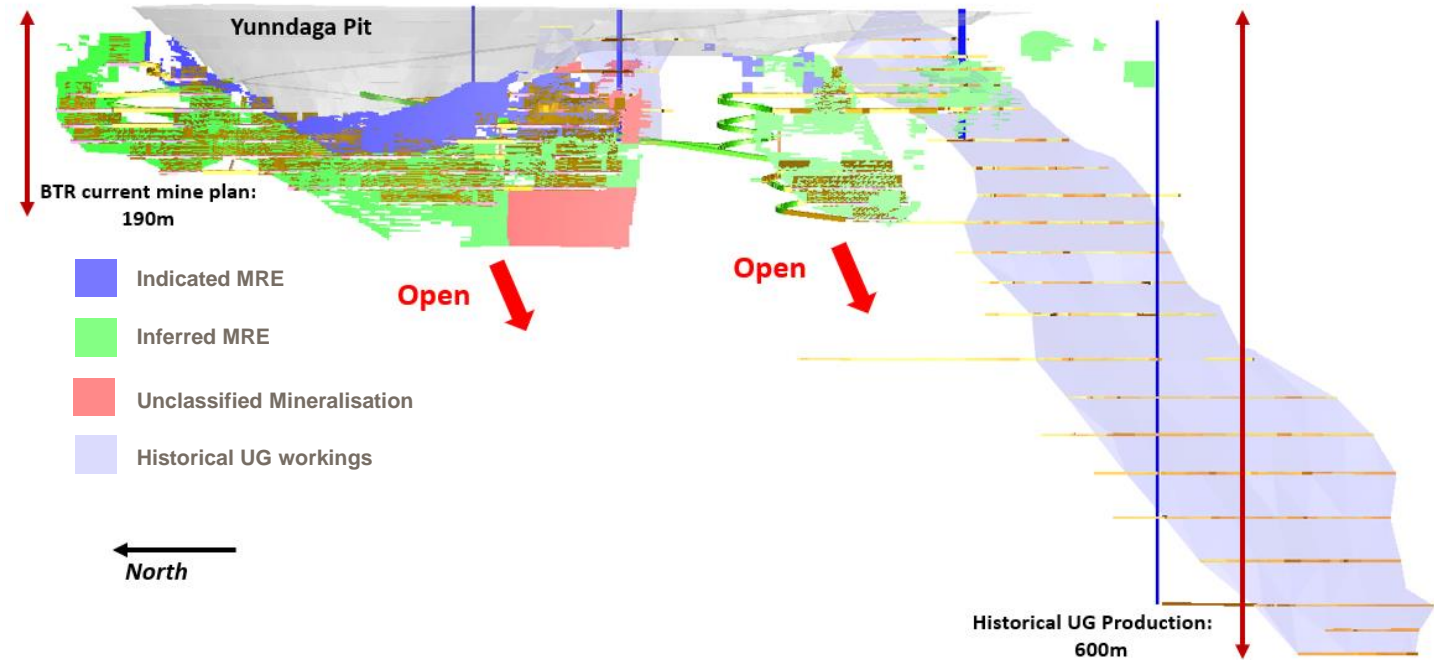 Yunndaga Pit
BTR current mine plan:
190m
Indicated MRE
Inferred MRE
Unclassified Mineralisation
Historical UG workings
Open
Open
North
Historical UG Production:
600m